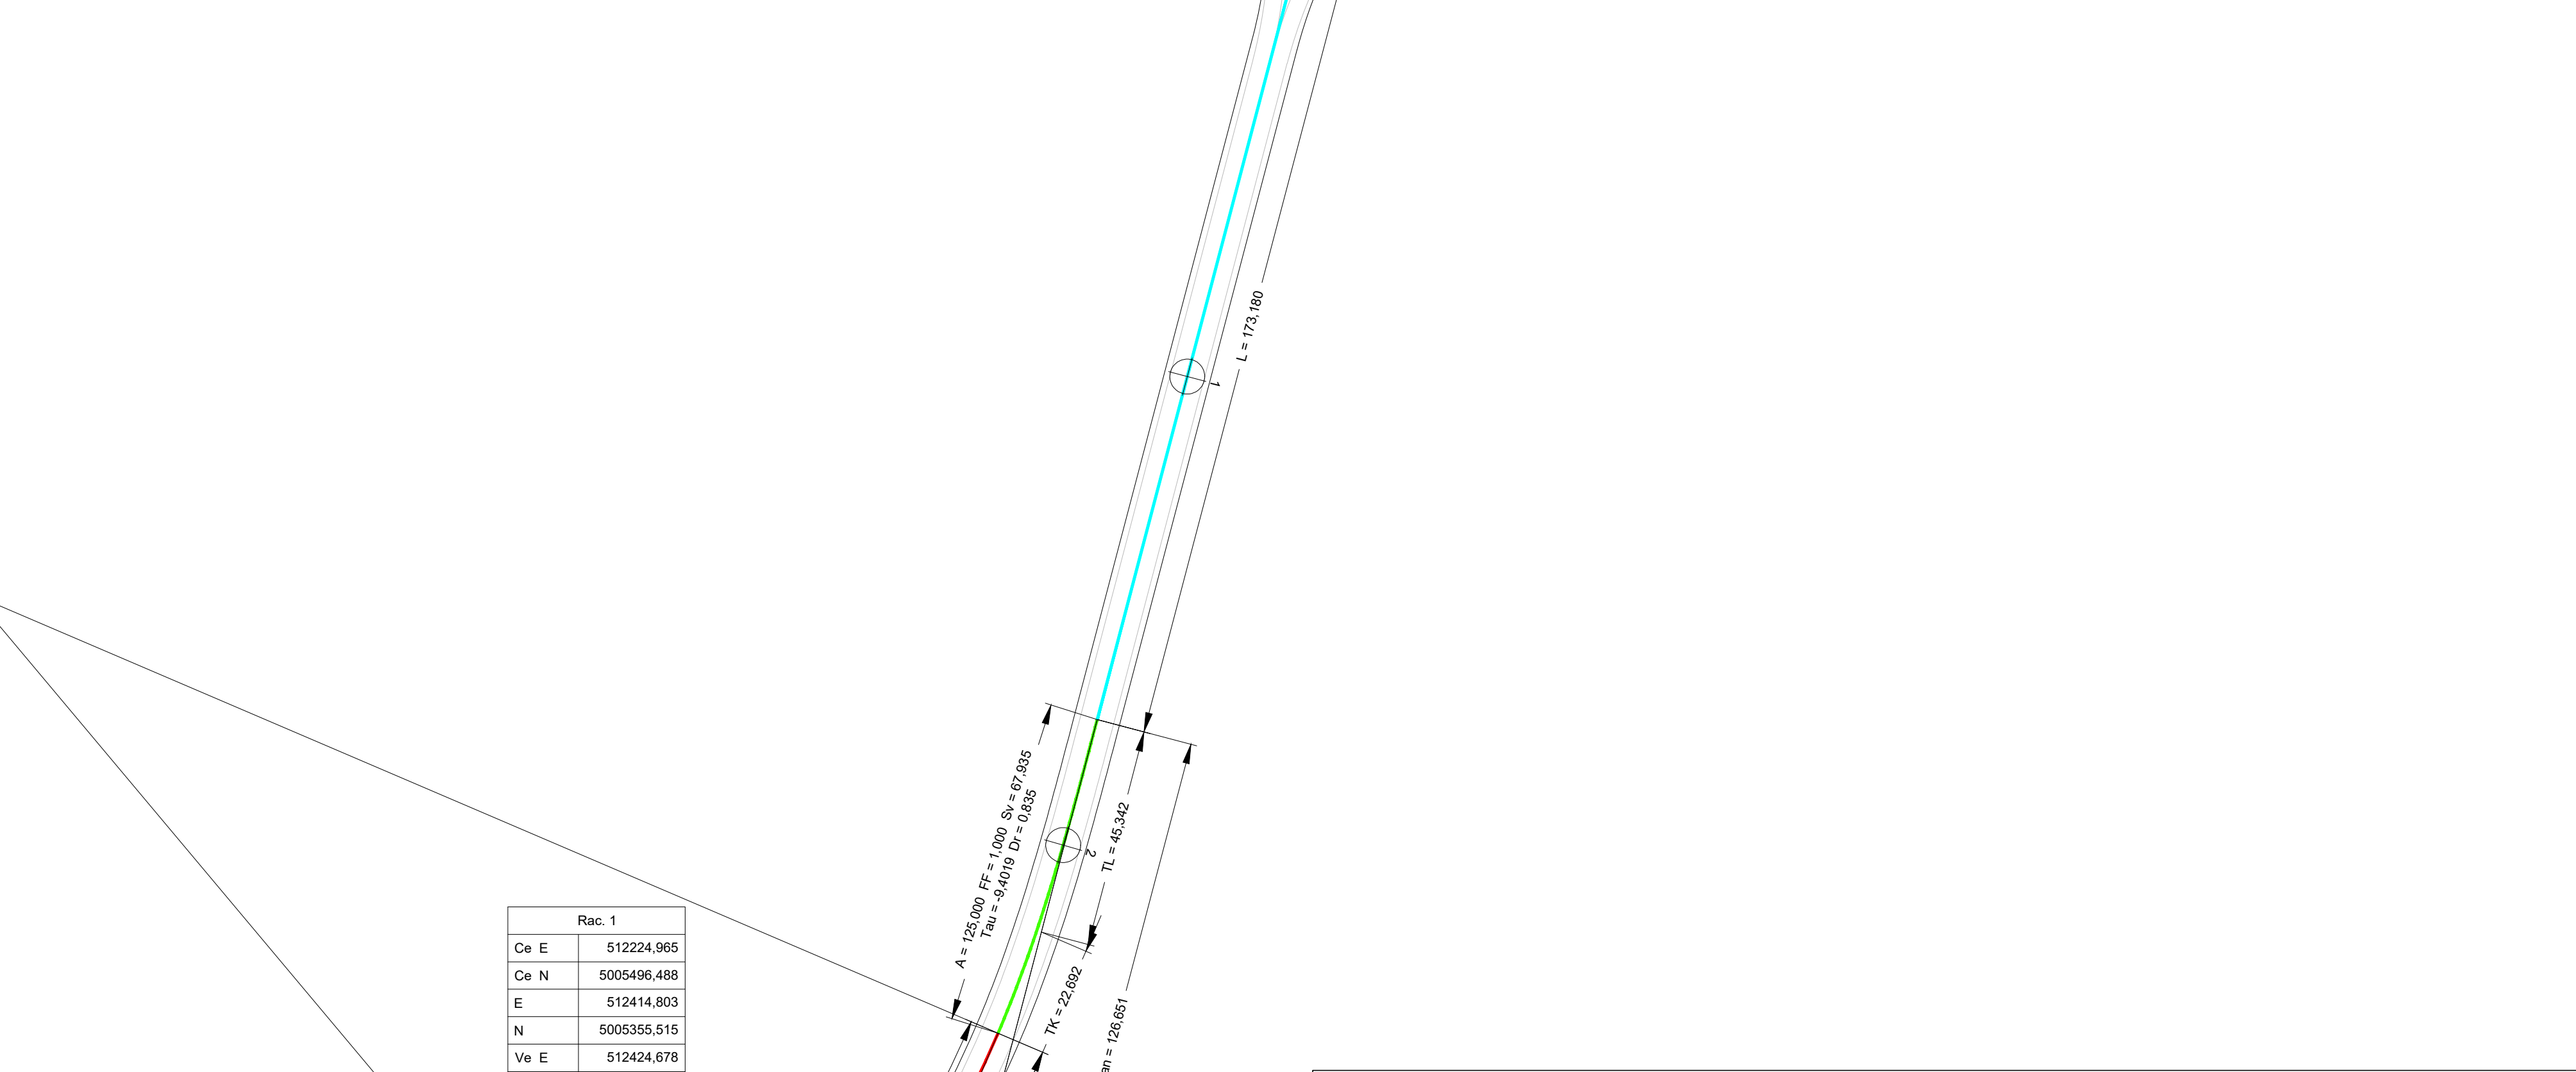 L = 173,180
1
A = 125,000 FF = 1,000 Sv = 67,935
Tau = -9,4019 Dr = 0,835
2
TL = 45,342
TK = 22,692
an = 126,651
Rac. 1
Ce E 512224,965
Ce N 5005496,488
E 512414,803
N 5005355,515
Ve E 512424,678